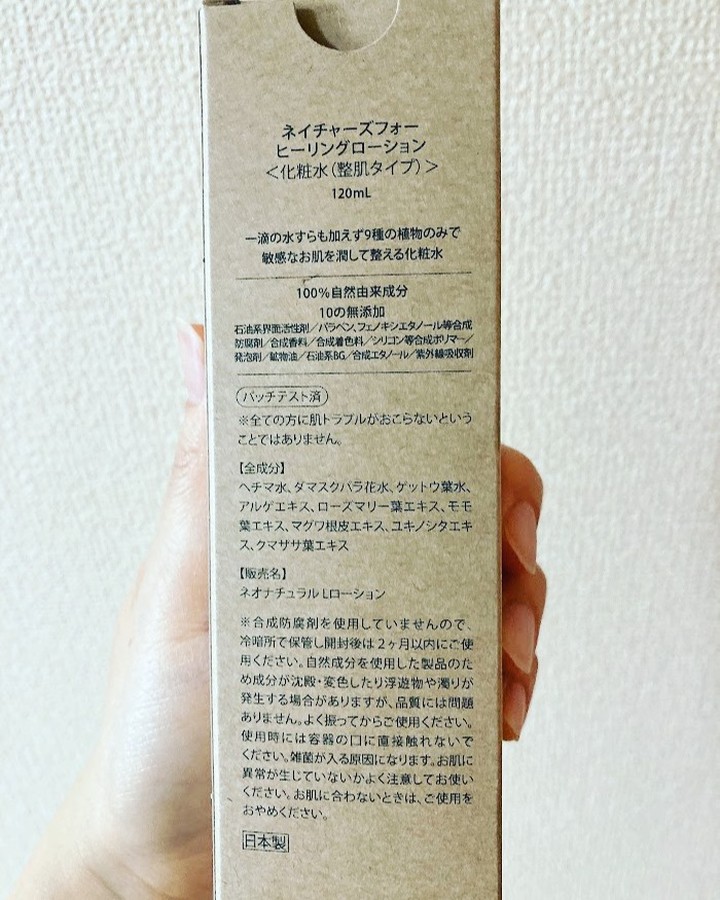 ネイチャーズフォー
ヒーリングローション
＜化粧水（整肌タイプ）＞
120mL
一滴の水すらも加えず9種の植物のみで
敏感なお肌を潤して整える化粧水
100%自然由来成分
10の無添加
石油系界面活性剤／パラベン、フェノキシエタノール等合成
防腐剤／合成香料／合成着色料／シリコン等合成ポリマー／
発泡剤／鉱物油／石油系BG／合成エタノール／紫外線吸収剤
パッチテスト済
※全ての方に肌トラブルがおこらないという
ことではありません。
【全成分】
ヘチマ水、ダマスクバラ花水、ゲットウ葉水、
アルゲエキス、ローズマリー葉エキス、モモ
葉エキス、マグワ根皮エキス、ユキノシタエキ
ス、クマザサ葉エキス
【販売名】
ネオナチュラル Lローション
※合成防腐剤を使用していませんので、
冷暗所で保管し開封後は2ヶ月以内にご使
用ください。自然成分を使用した製品のた
め成分が沈殿・変色したり浮遊物や濁りが
発生する場合がありますが、品質には問題
ありません。よく振ってからご使用ください。
使用時には容器の口に直接触れないで
ください。雑菌が入る原因になります。お肌に
異常が生じていないかよく注意してお使い
ください。お肌に合わないときは、ご使用を
おやめください。
日本製